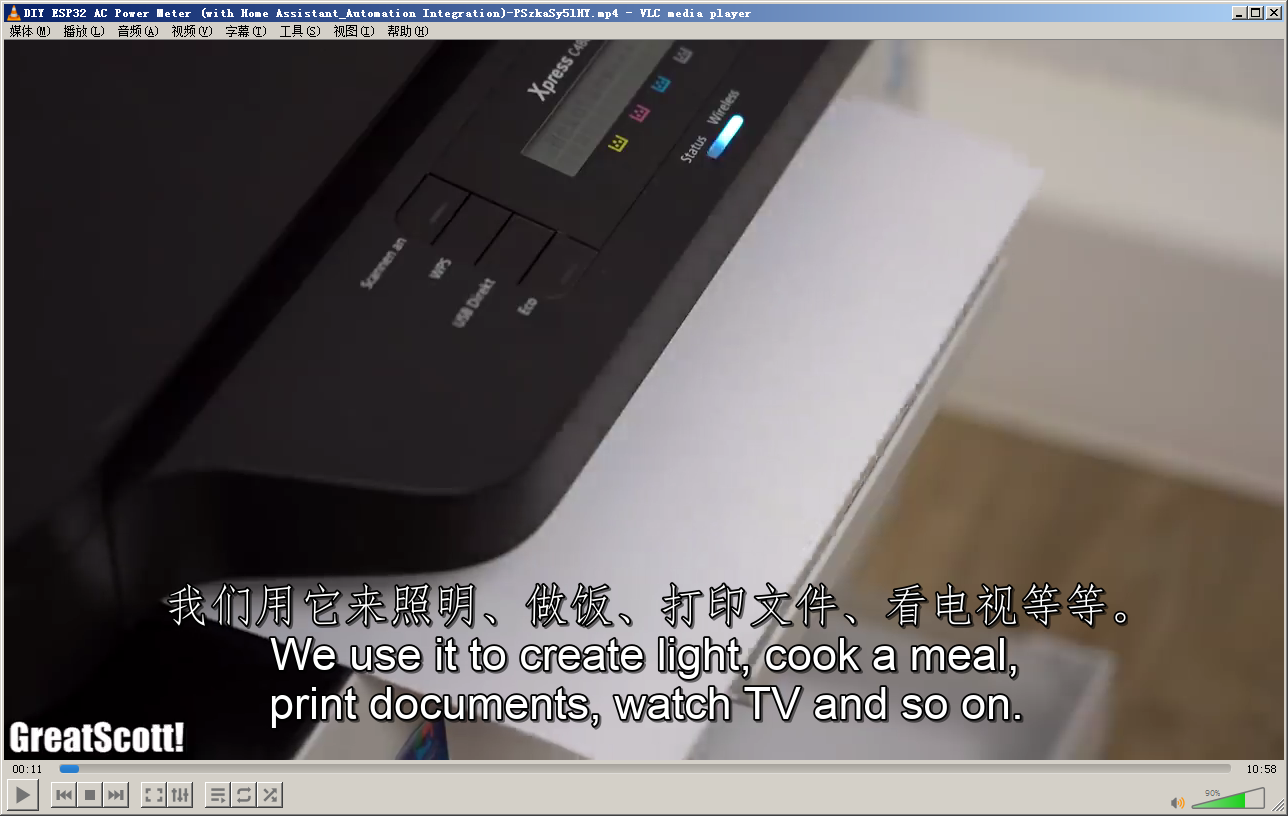 DIY ESP32 AC Power Meter (with Home Assistant_Automation Integration)-PSzkaSy5lHY.mp4 - VLC media player
媒体(M) 播放(L) 音频(A) 视频(V) 字幕(T) 工具(S) 视图(I) 帮助(H)
Xpress
Status Wireless
Scannen an
WPS
USB Direkt
Eco
我们用它来照明、做饭、打印文件、看电视等等。
We use it to create light, cook a meal,
print documents, watch TV and so on.
GreatScott!
00:11 10:58
90%